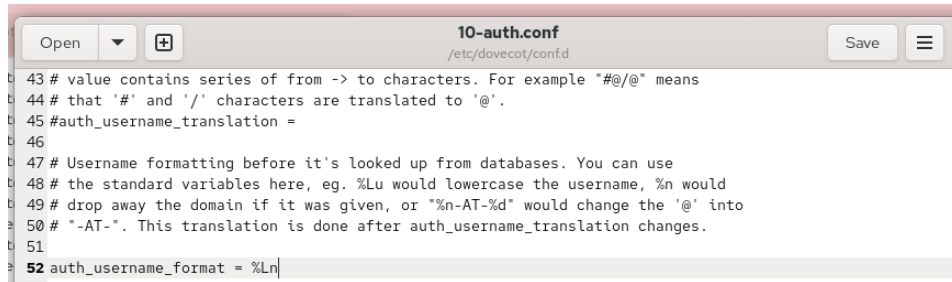 Open
10-auth.conf
/etc/dovecot/conf.d
Save
43 # value contains series of from -> to characters. For example "#@/@" means
44 # that '#' and '/' characters are translated to '@'.
45 #auth_username_translation =
46
47 # Username formatting before it's looked up from databases. You can use
48 # the standard variables here, eg. %Lu would lowercase the username, %n would
49 # drop away the domain if it was given, or "%n-AT-%d" would change the '@' into
50 # "-AT-". This translation is done after auth_username_translation changes.
51
52 auth_username_format = %Ln